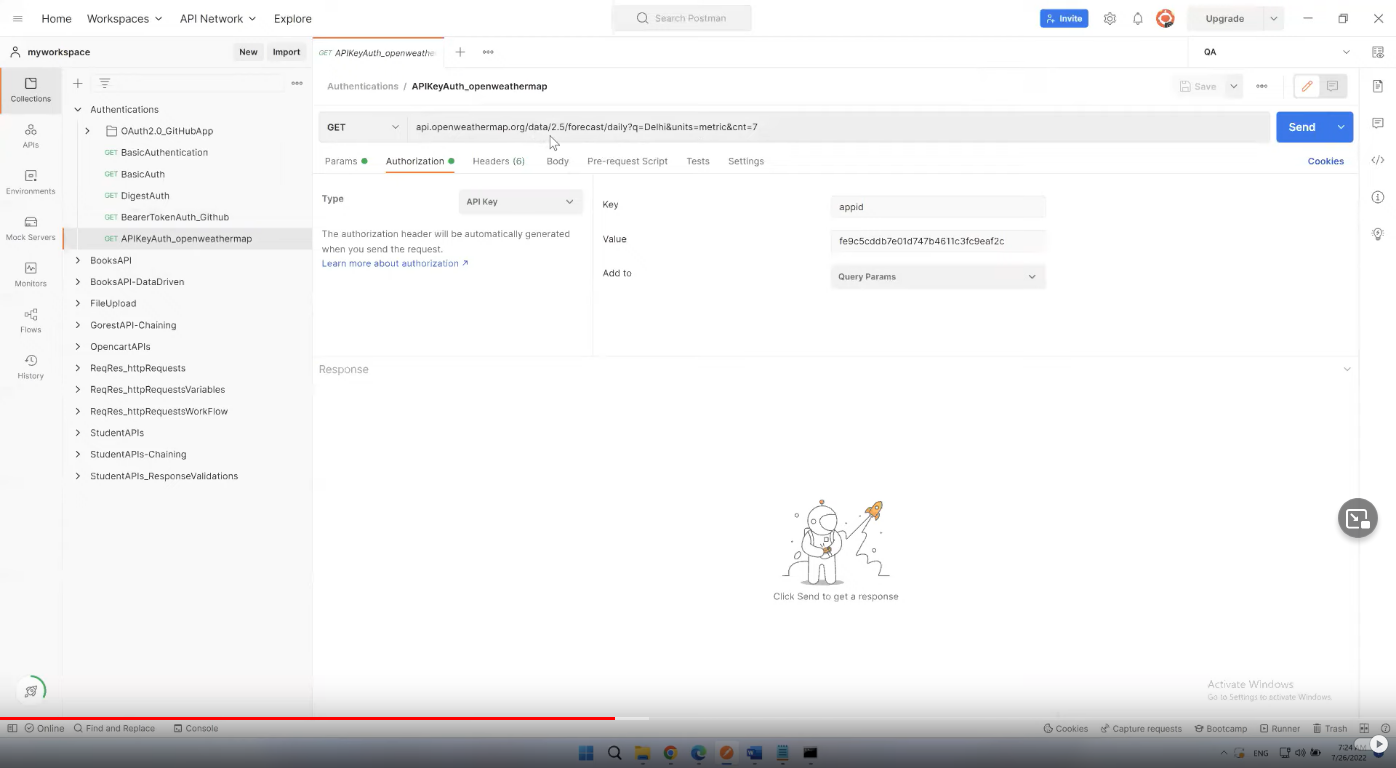 Home Workspaces API Network Explore Search Postman Invite Upgrade
myworkspace New Import GET APIKeyAuth_openweathe QA
Collections
APIs
Environments
Mock Servers
Monitors
Flows
History
Authentications
OAuth2.0_GitHubApp
GET BasicAuthentication
GET BasicAuth
GET DigestAuth
GET BearerTokenAuth_Github
GET APIKeyAuth_openweathermap
BooksAPI
BooksAPI-DataDriven
FileUpload
GorestAPI-Chaining
OpencartAPIs
ReqRes_httpRequests
ReqRes_httpRequestsVariables
ReqRes_httpRequestsWorkFlow
StudentAPIs
StudentAPIs-Chaining
StudentAPIs_ResponseValidations
Authentications / APIKeyAuth_openweathermap Save
GET api.openweathermap.org/data/2.5/forecast/daily?q=Delhi&units=metric&cnt=7 Send
Params Authorization Headers (6) Body Pre-request Script Tests Settings Cookies
Type API Key
The authorization header will be automatically generated
when you send the request.
Learn more about authorization ↗
Key appid
Value fe9c5cddb7e01d747b4611c3fc9eaf2c
Add to Query Params
Response
Click Send to get a response
Activate Windows
Go to Settings to activate Windows.
Online Find and Replace Console Cookies Capture requests Bootcamp Runner Trash
ENG 7:24 AM
7/26/2022